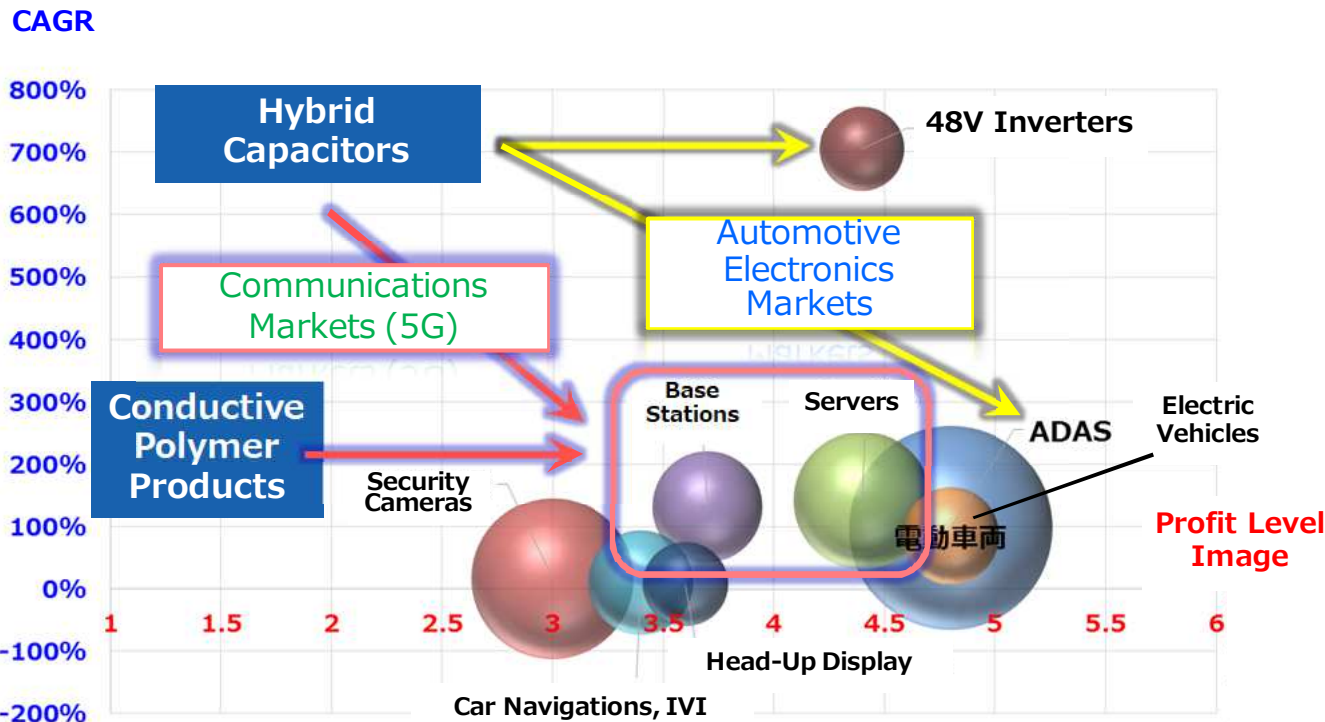 CAGR
800%
700%
600%
500%
400%
300%
200%
100%
0%
-100%
-200%
1
1.5
2
2.5
3
3.5
4
4.5
5
5.5
6
Hybrid
Capacitors
48V Inverters
Automotive
Electronics
Markets
Communications
Markets (5G)
Conductive
Polymer
Products
Base
Stations
Servers
ADAS
Electric
Vehicles
Security
Cameras
電動車両
Profit Level
Image
Head-Up Display
Car Navigations, IVI